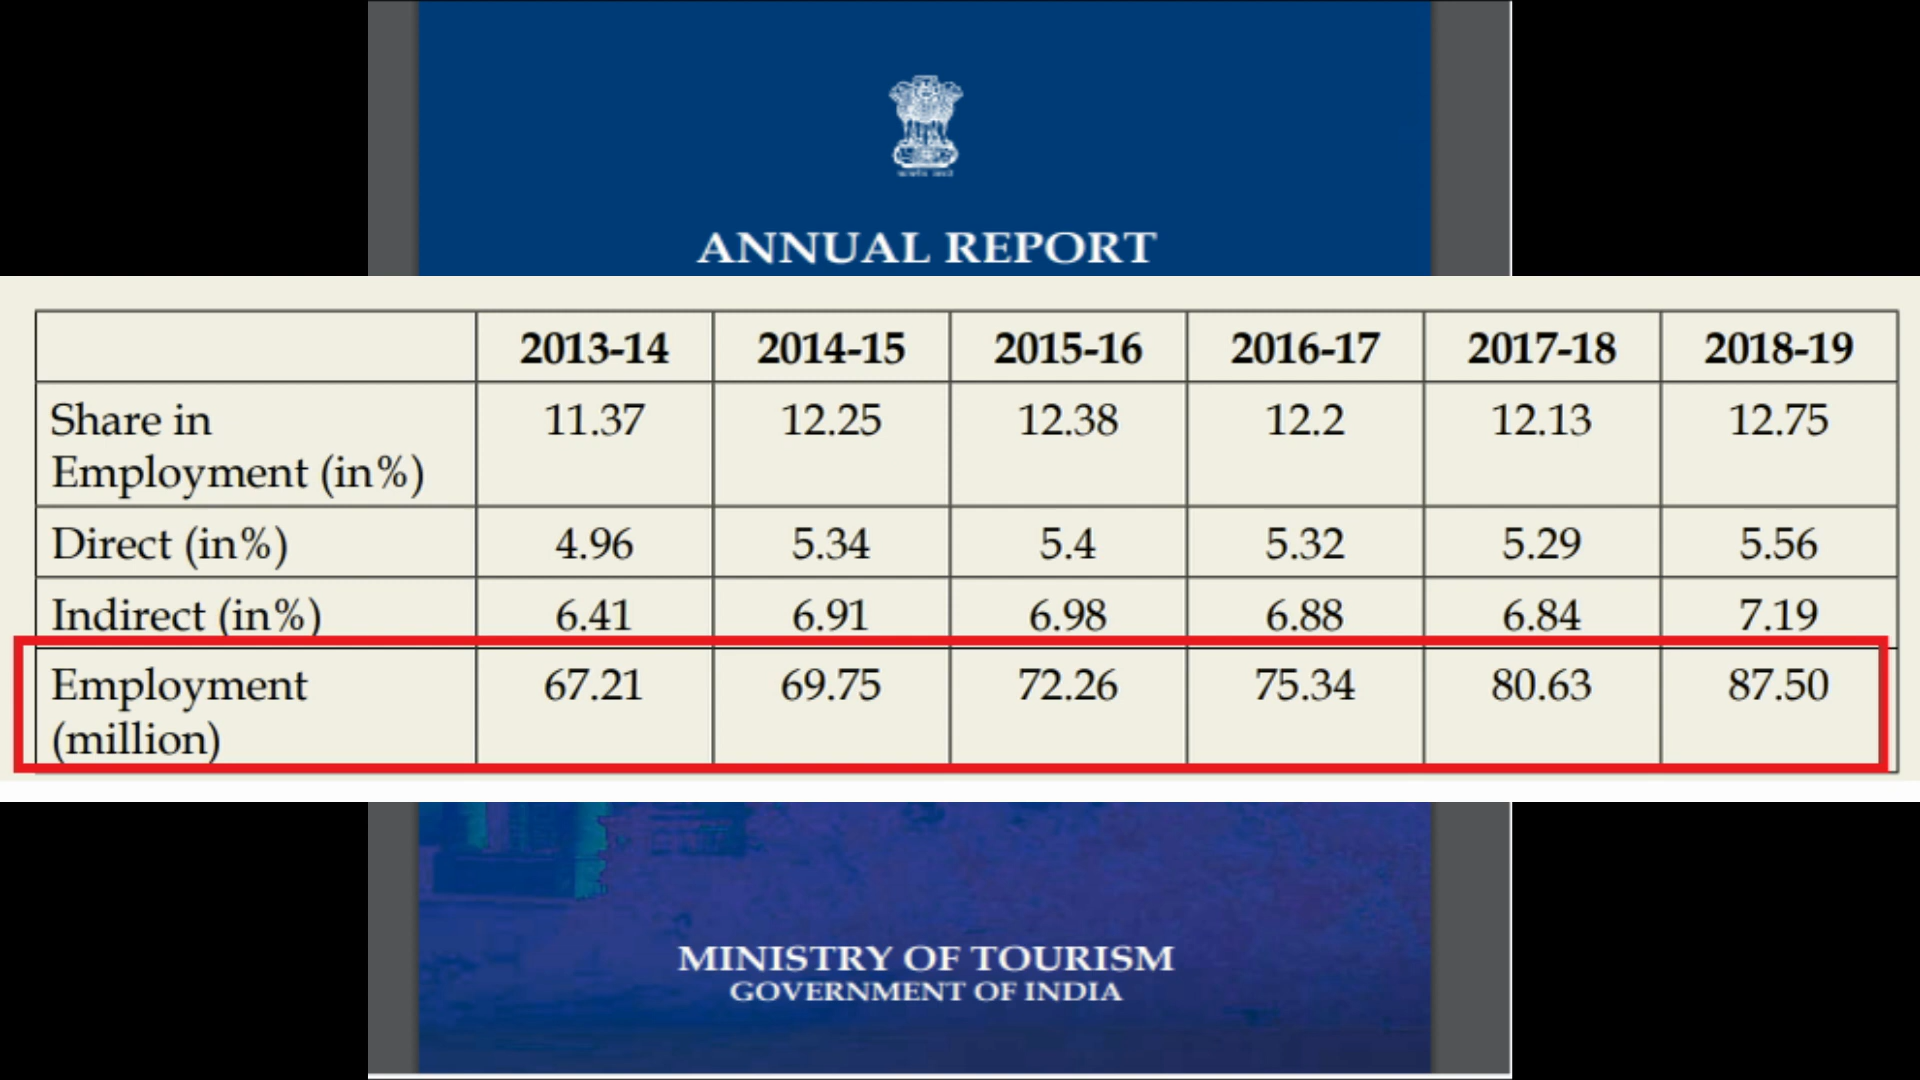 ANNUAL REPORT
2013-14 2014-15 2015-16 2016-17 2017-18 2018-19
Share in 11.37 12.25 12.38 12.2 12.13 12.75
Employment (in%)
Direct (in%) 4.96 5.34 5.4 5.32 5.29 5.56
Indirect (in%) 6.41 6.91 6.98 6.88 6.84 7.19
Employment 67.21 69.75 72.26 75.34 80.63 87.50
(million)
MINISTRY OF TOURISM
GOVERNMENT OF INDIA